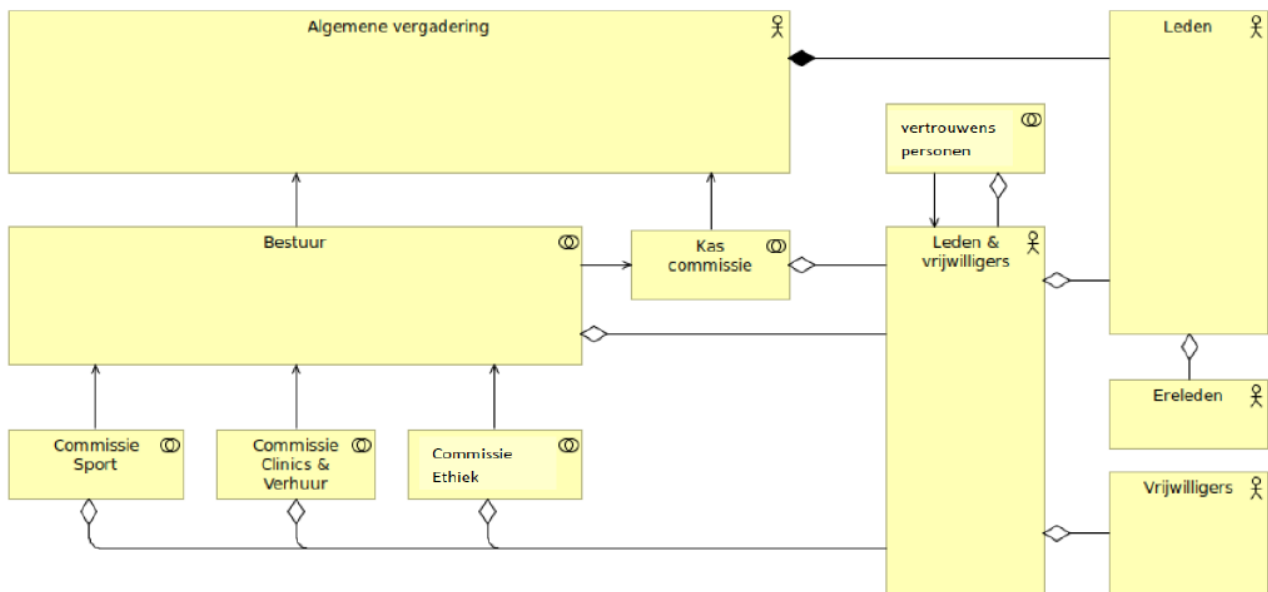 Algemene vergadering
Leden
vertrouwens
personen
Bestuur
Kas
commissie
Leden &
vrijwilligers
Ereleden
Commissie
Sport
Commissie
Clinics &
Verhuur
Commissie
Ethiek
Vrijwilligers